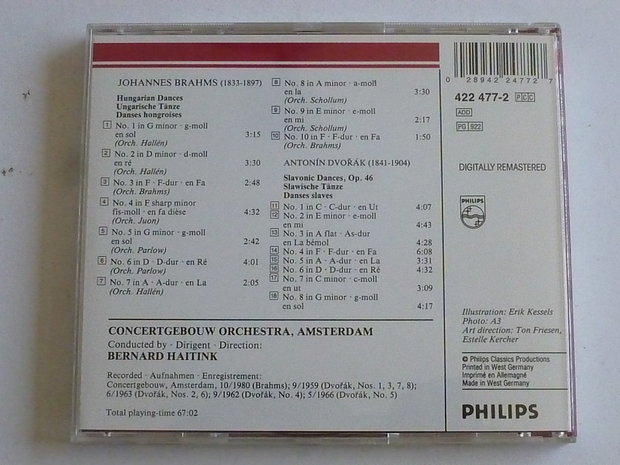 JOHANNES BRAHMS (1833-1897)
Hungarian Dances
Ungarische Tänze
Danses hongroises
1 No. 1 in G minor · g-moll
en sol 3:15
(Orch. Hallén)
2 No. 2 in D minor · d-moll
en ré 3:30
(Orch. Hallén)
3 No. 3 in F · F-dur · en Fa 2:48
(Orch. Brahms)
4 No. 4 in F sharp minor
fis-moll · en fa dièse 4:32
(Orch. Juon)
5 No. 5 in G minor · g-moll
en sol 2:42
(Orch. Parlow)
6 No. 6 in D · D-dur · en Ré 4:01
(Orch. Parlow)
7 No. 7 in A · A-dur · en La 2:05
(Orch. Hallén)
8 No. 8 in A minor · a-moll
en la 3:30
(Orch. Schollum)
9 No. 9 in E minor · e-moll
en mi 2:17
(Orch. Schollum)
10 No. 10 in F · F-dur · en Fa 1:50
(Orch. Brahms)
ANTONÍN DVOŘÁK (1841-1904)
Slavonic Dances, Op. 46
Slawische Tänze
Danses slaves
11 No. 1 in C · C-dur · en Ut 4:07
12 No. 2 in E minor · e-moll
en mi 4:43
13 No. 3 in A flat · As-dur
en La bémol 4:28
14 No. 4 in F · F-dur · en Fa 6:08
15 No. 5 in A · A-dur · en La 3:31
16 No. 6 in D · D-dur · en Ré 4:32
17 No. 7 in C minor · c-moll
en ut 3:09
18 No. 8 in G minor · g-moll
en sol 4:17
CONCERTGEBOUW ORCHESTRA, AMSTERDAM
Conducted by · Dirigent · Direction:
BERNARD HAITINK
Recorded · Aufnahmen · Enregistrement:
Concertgebouw, Amsterdam, 10/1980 (Brahms); 9/1959 (Dvořák, Nos. 1, 3, 7, 8);
6/1963 (Dvořák, Nos. 2, 6); 9/1962 (Dvořák, No. 4); 5/1966 (Dvořák, No. 5)
Total playing-time 67:02
0 28942 24772 7
422 477-2 PCC
ADD
PG 922
DIGITALLY REMASTERED
PHILIPS
Illustration: Erik Kessels
Photo: A3
Art direction: Ton Friesen,
Estelle Kercher
℗ Philips Classics Productions
Printed in West Germany
Imprimé en Allemagne
Made in West Germany
PHILIPS